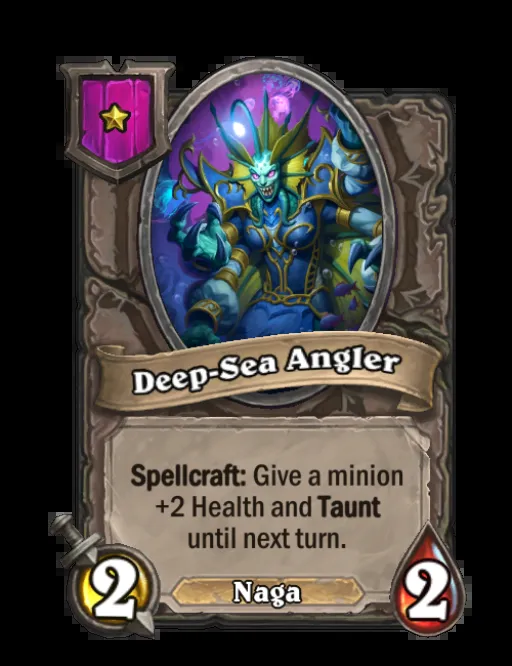 Deep-Sea Angler
Spellcraft: Give a minion
+2 Health and Taunt
until next turn.
2
Naga
2